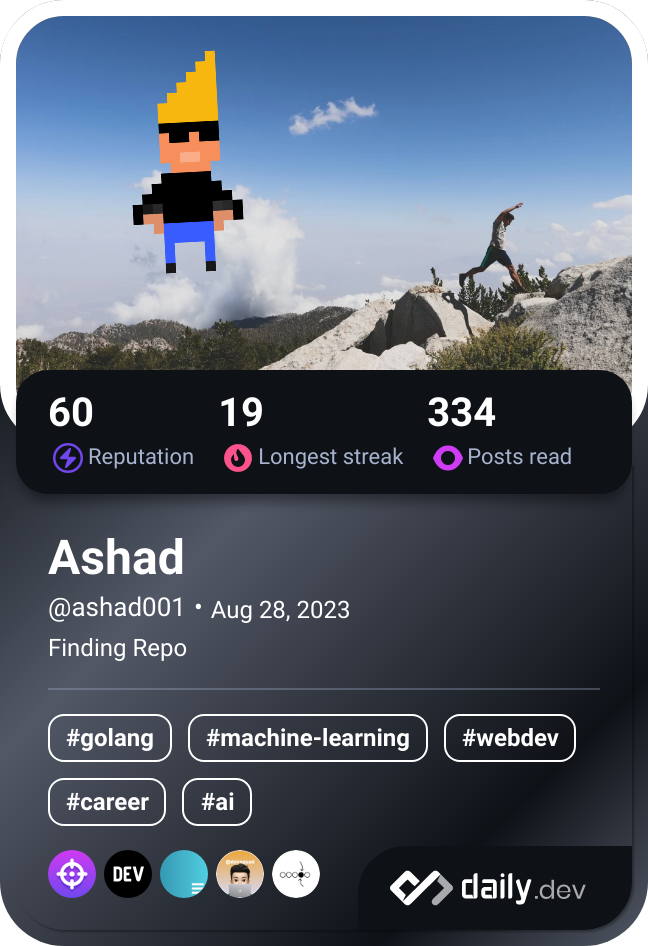 60 19 334
Reputation Longest streak Posts read
Ashad
@ashad001 • Aug 28, 2023
Finding Repo
#golang #machine-learning #webdev
#career #ai
DEV
daily.dev